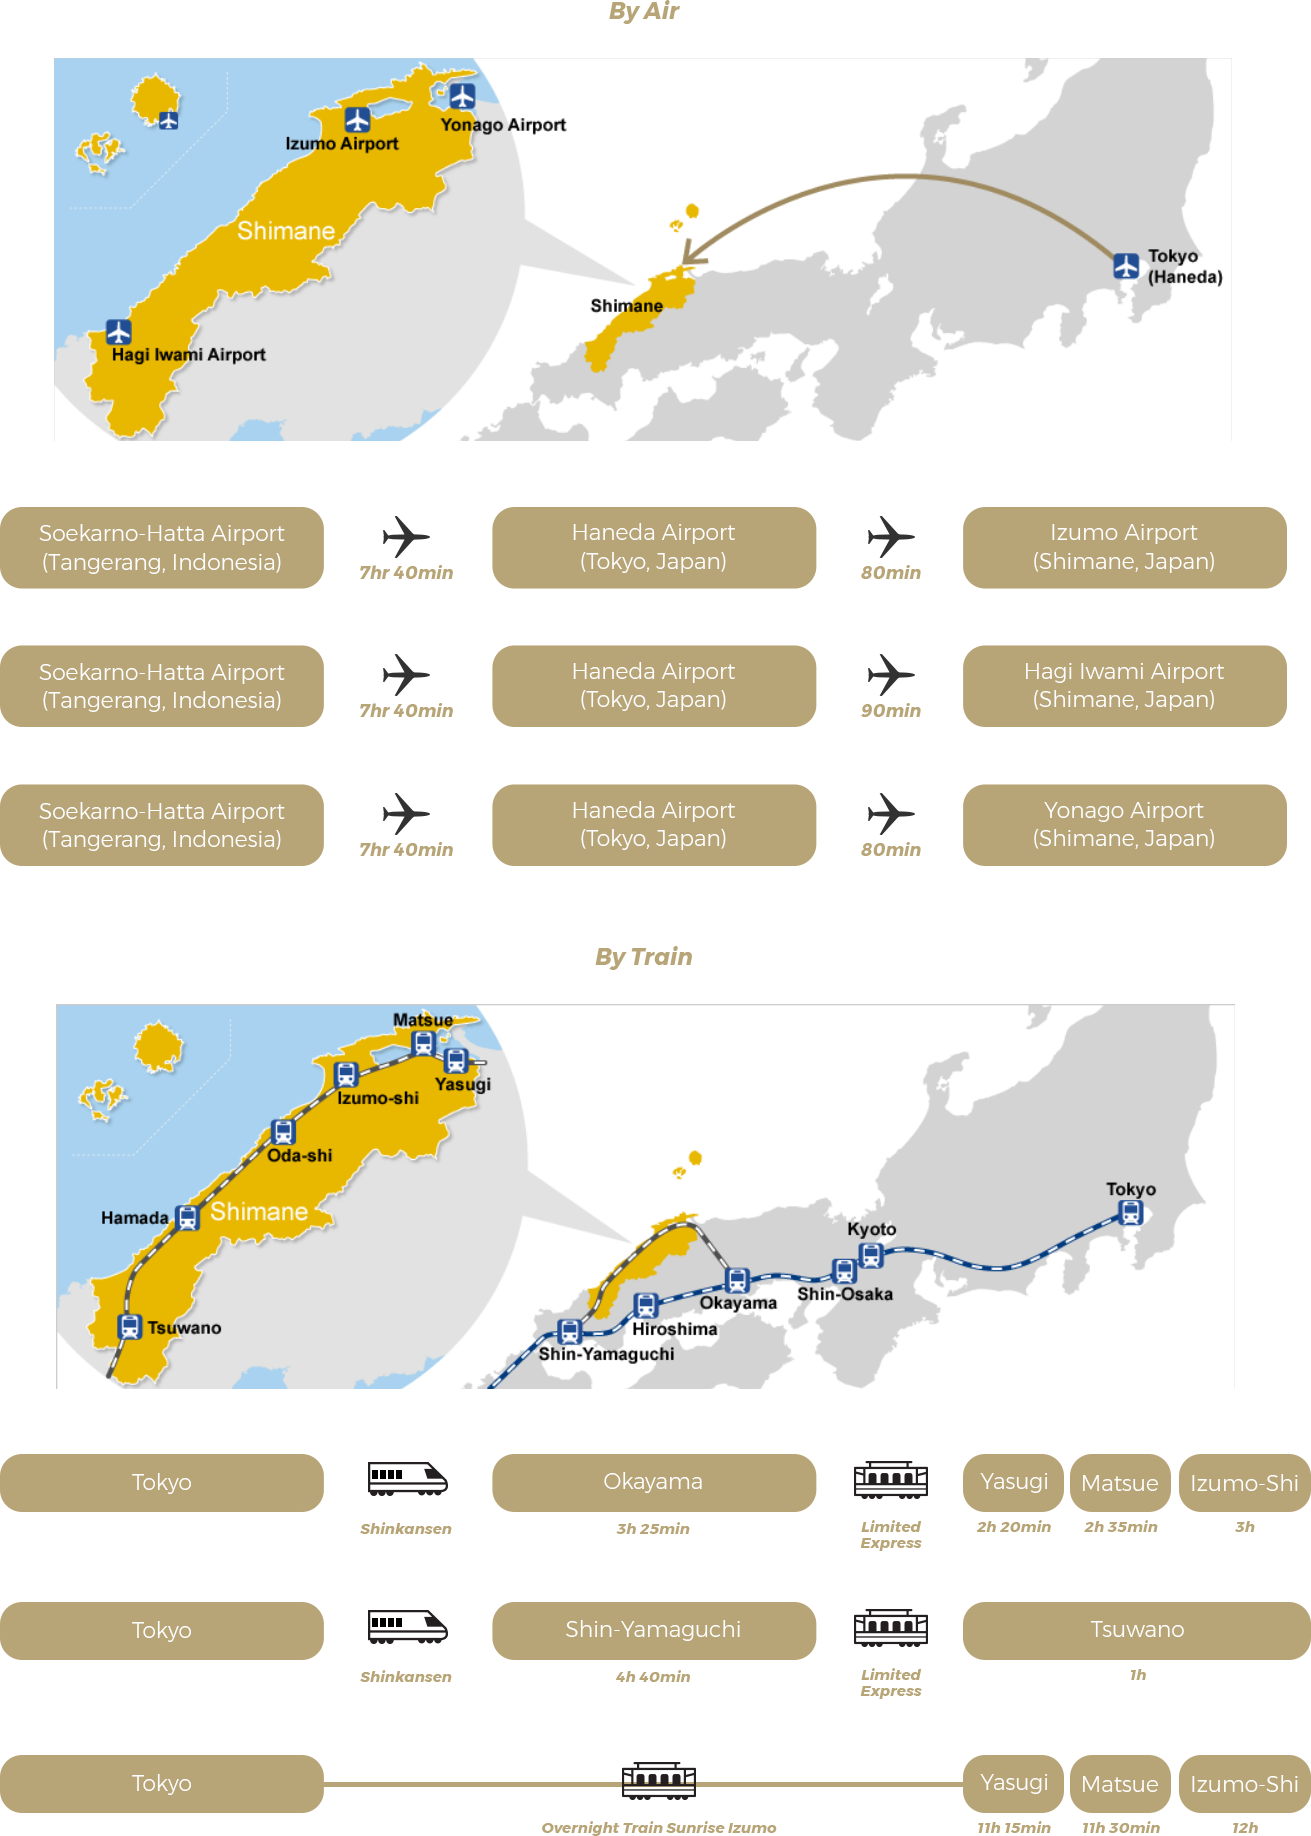 By Air
Yonago Airport
Izumo Airport
Shimane
Hagi Iwami Airport
Tokyo
(Haneda)
Shimane
Soekarno-Hatta Airport
(Tangerang, Indonesia)
7hr 40min
Haneda Airport
(Tokyo, Japan)
80min
Izumo Airport
(Shimane, Japan)
Soekarno-Hatta Airport
(Tangerang, Indonesia)
7hr 40min
Haneda Airport
(Tokyo, Japan)
90min
Hagi Iwami Airport
(Shimane, Japan)
Soekarno-Hatta Airport
(Tangerang, Indonesia)
7hr 40min
Haneda Airport
(Tokyo, Japan)
80min
Yonago Airport
(Shimane, Japan)
By Train
Matsue
Yasugi
Izumo-shi
Oda-shi
Hamada
Shimane
Tsuwano
Tokyo
Kyoto
Shin-Osaka
Okayama
Hiroshima
Shin-Yamaguchi
Tokyo
Shinkansen
Okayama
3h 25min
Limited
Express
Yasugi
2h 20min
Matsue
2h 35min
Izumo-Shi
3h
Tokyo
Shinkansen
Shin-Yamaguchi
4h 40min
Limited
Express
Tsuwano
1h
Tokyo
Overnight Train Sunrise Izumo
Yasugi
11h 15min
Matsue
11h 30min
Izumo-Shi
12h